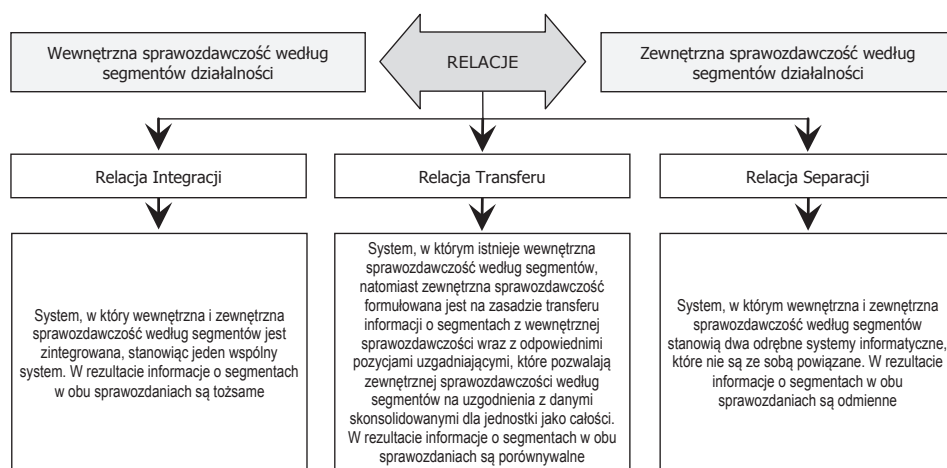 Wewnętrzna sprawozdawczość według
segmentów działalności
RELACJE
Zewnętrzna sprawozdawczość według
segmentów działalności
Relacja Integracji
Relacja Transferu
Relacja Separacji
System, w który wewnętrzna i zewnętrzna
sprawozdawczość według segmentów jest
zintegrowana, stanowiąc jeden wspólny
system. W rezultacie informacje o segmentach
w obu sprawozdaniach są tożsame
System, w którym istnieje wewnętrzna
sprawozdawczość według segmentów,
natomiast zewnętrzna sprawozdawczość
formułowana jest na zasadzie transferu
informacji o segmentach z wewnętrznej
sprawozdawczości wraz z odpowiednimi
pozycjami uzgadniającymi, które pozwalają
zewnętrznej sprawozdawczości według
segmentów na uzgodnienia z danymi
skonsolidowanymi dla jednostki jako całości.
W rezultacie informacje o segmentach w obu
sprawozdaniach są porównywalne
System, w którym wewnętrzna i zewnętrzna
sprawozdawczość według segmentów
stanowią dwa odrębne systemy informatyczne,
które nie są ze sobą powiązane. W rezultacie
informacje o segmentach w obu
sprawozdaniach są odmienne